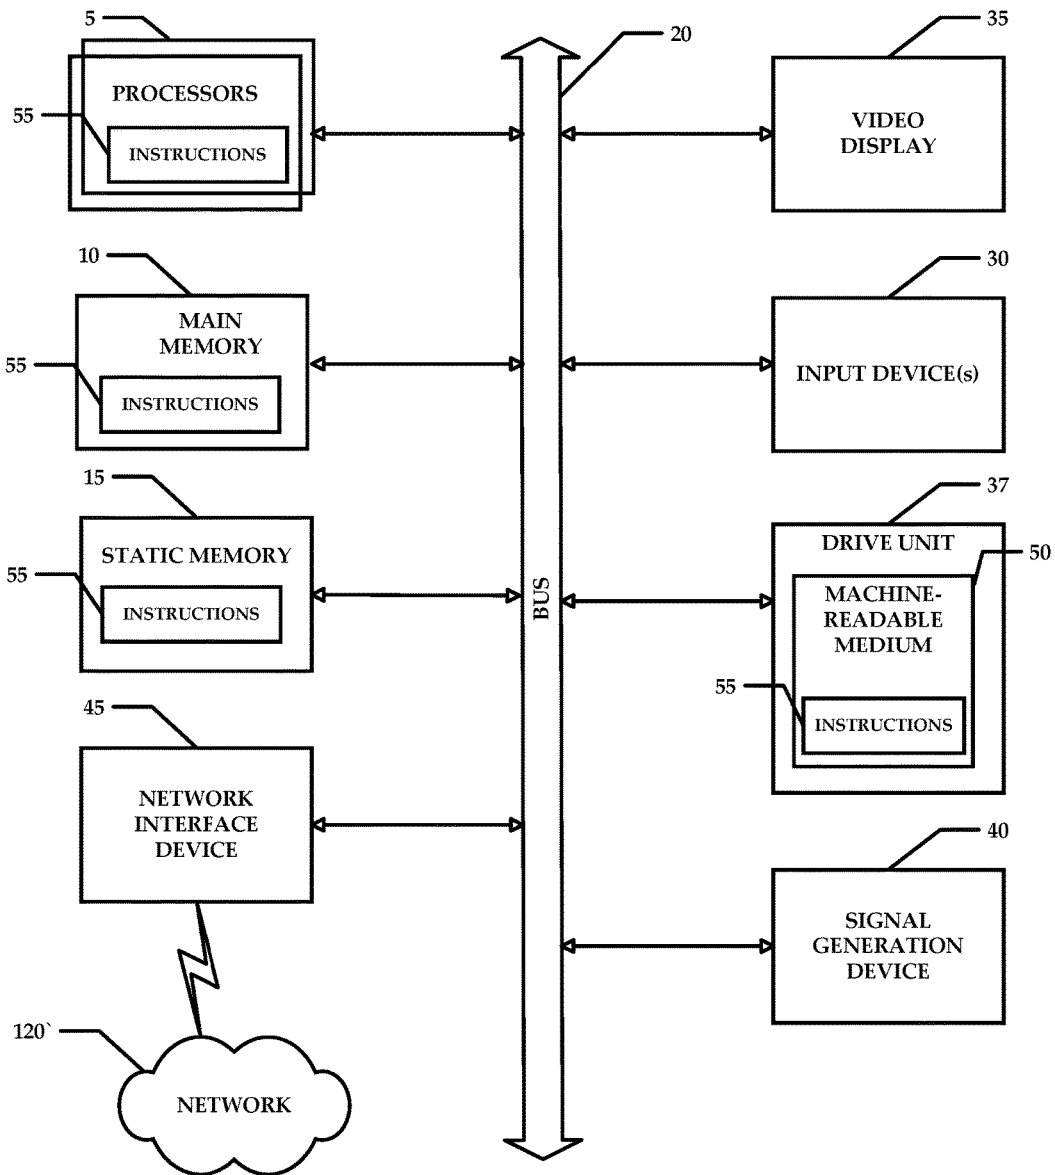 5
20
35
PROCESSORS
55
INSTRUCTIONS
VIDEO
DISPLAY
10
30
MAIN
MEMORY
55
INSTRUCTIONS
INPUT DEVICE(s)
15
37
STATIC MEMORY
55
INSTRUCTIONS
BUS
DRIVE UNIT
50
MACHINE-
READABLE
MEDIUM
55
INSTRUCTIONS
45
NETWORK
INTERFACE
DEVICE
40
SIGNAL
GENERATION
DEVICE
120`
NETWORK